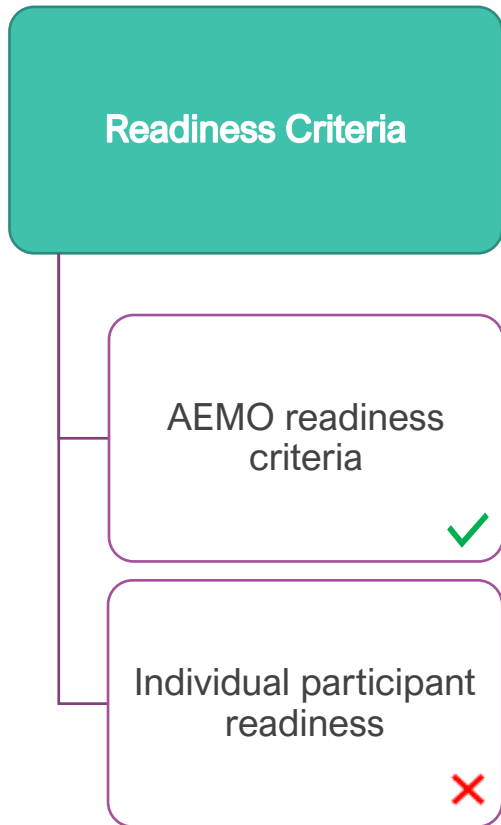 Readiness Criteria
AEMO readiness
criteria
Individual participant
readiness